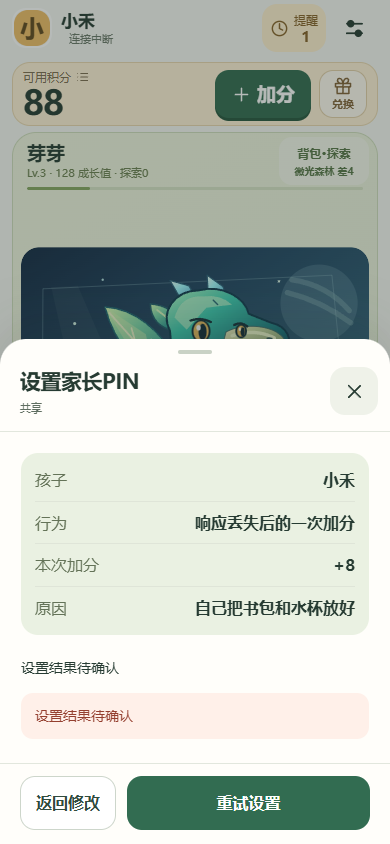 小
小禾
连接中断
提醒
1
可用积分
88
加分
兑换
芽芽
Lv.3 · 128 成长值 · 探索0
背包·探索
微光森林 差4
设置家长PIN
共享
孩子
小禾
行为
响应丢失后的一次加分
本次加分
+8
原因
自己把书包和水杯放好
设置结果待确认
设置结果待确认
返回修改
重试设置